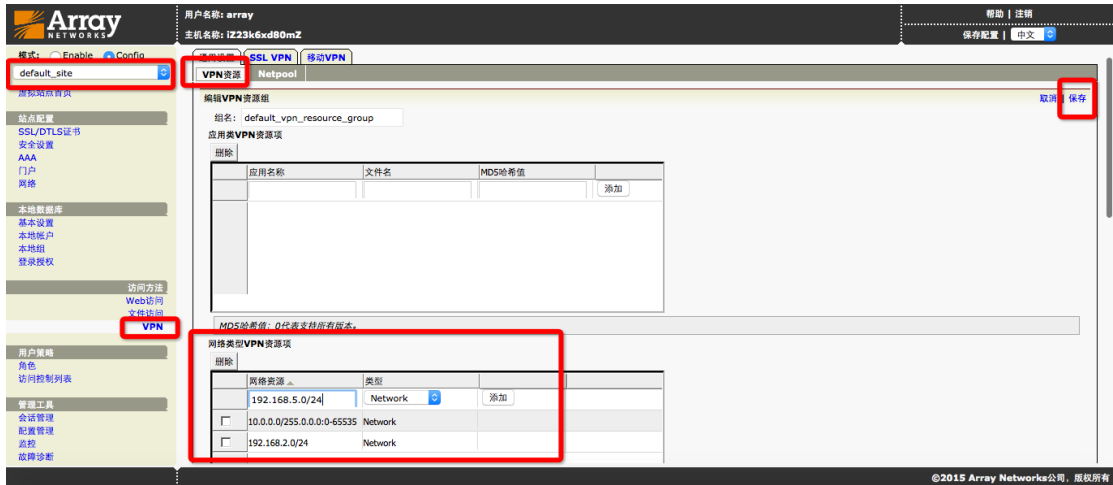 Array
NETWORKS
用户名称: array
主机名称: iZ23k6xd80mZ
帮助 | 注销
保存配置 | 中文
模式: Enable Config
default_site
虚拟站点首页
站点配置
SSL/DTLS证书
安全设置
AAA
门户
网络
本地数据库
基本设置
本地帐户
本地组
登录授权
访问方法
Web访问
文件访问
VPN
用户策略
角色
访问控制列表
管理工具
会话管理
配置管理
监控
故障诊断
通用设置 SSL VPN 移动VPN
VPN资源 Netpool
编辑VPN资源组
取消 | 保存
组名: default_vpn_resource_group
应用类VPN资源项
删除
应用名称 文件名 MD5哈希值
添加
MD5哈希值: 0代表支持所有版本。
网络类型VPN资源项
删除
网络资源 类型
192.168.5.0/24 Network 添加
10.0.0.0/255.0.0.0:0-65535 Network
192.168.2.0/24 Network
©2015 Array Networks公司, 版权所有